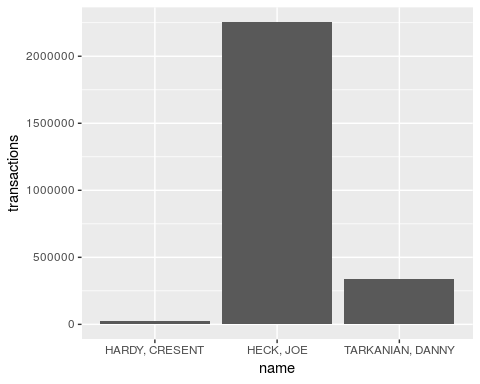 transactions
2000000
1500000
1000000
500000
0
HARDY, CRESENT
HECK, JOE
TARKANIAN, DANNY
name